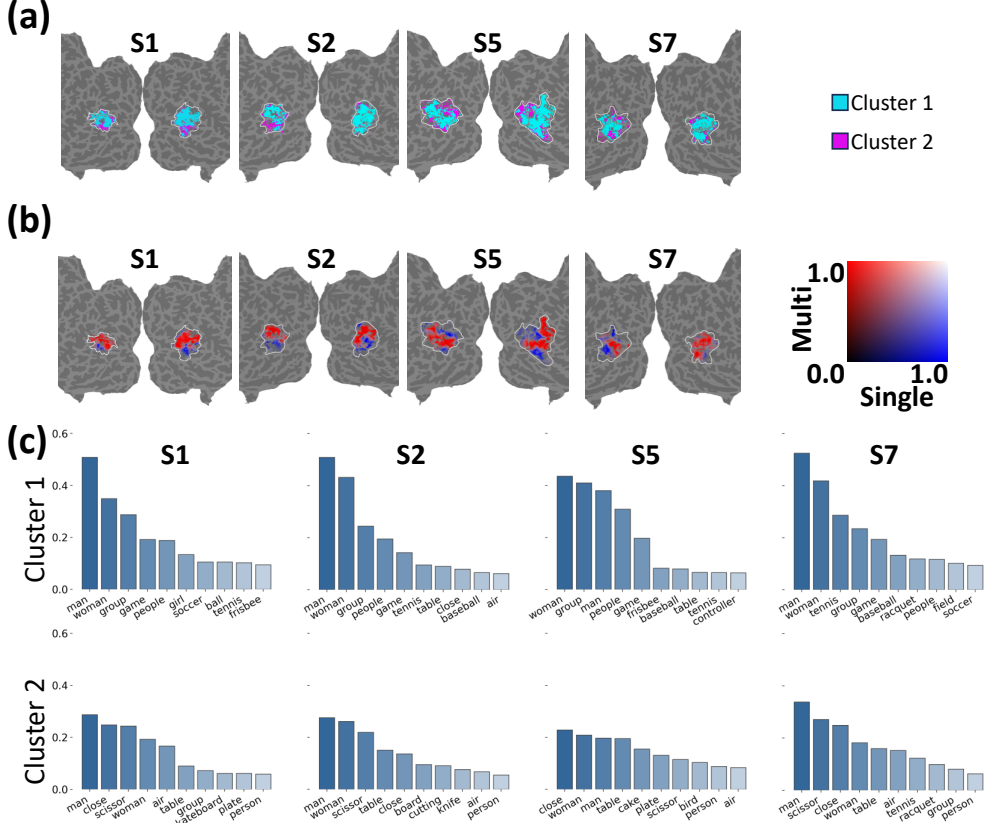 (a)
S1 S2 S5 S7
Cluster 1
Cluster 2
(b)
S1 S2 S5 S7
1.0
Multi
0.0 1.0
Single
(c)
S1 S2 S5 S7
Cluster 1
0.6
0.4
0.2
0.0
man woman group game people girl soccer ball tennis frisbee
man woman group people game tennis table close baseball air
woman group man people game frisbee baseball table tennis controller
man woman tennis group game baseball racquet people field soccer
Cluster 2
0.6
0.4
0.2
0.0
man close scissor woman air table group kateboard plate person
man woman scissor table close board cutting knife air person
close woman man table cake plate scissor bird person air
man scissor close woman table air tennis racquet group person